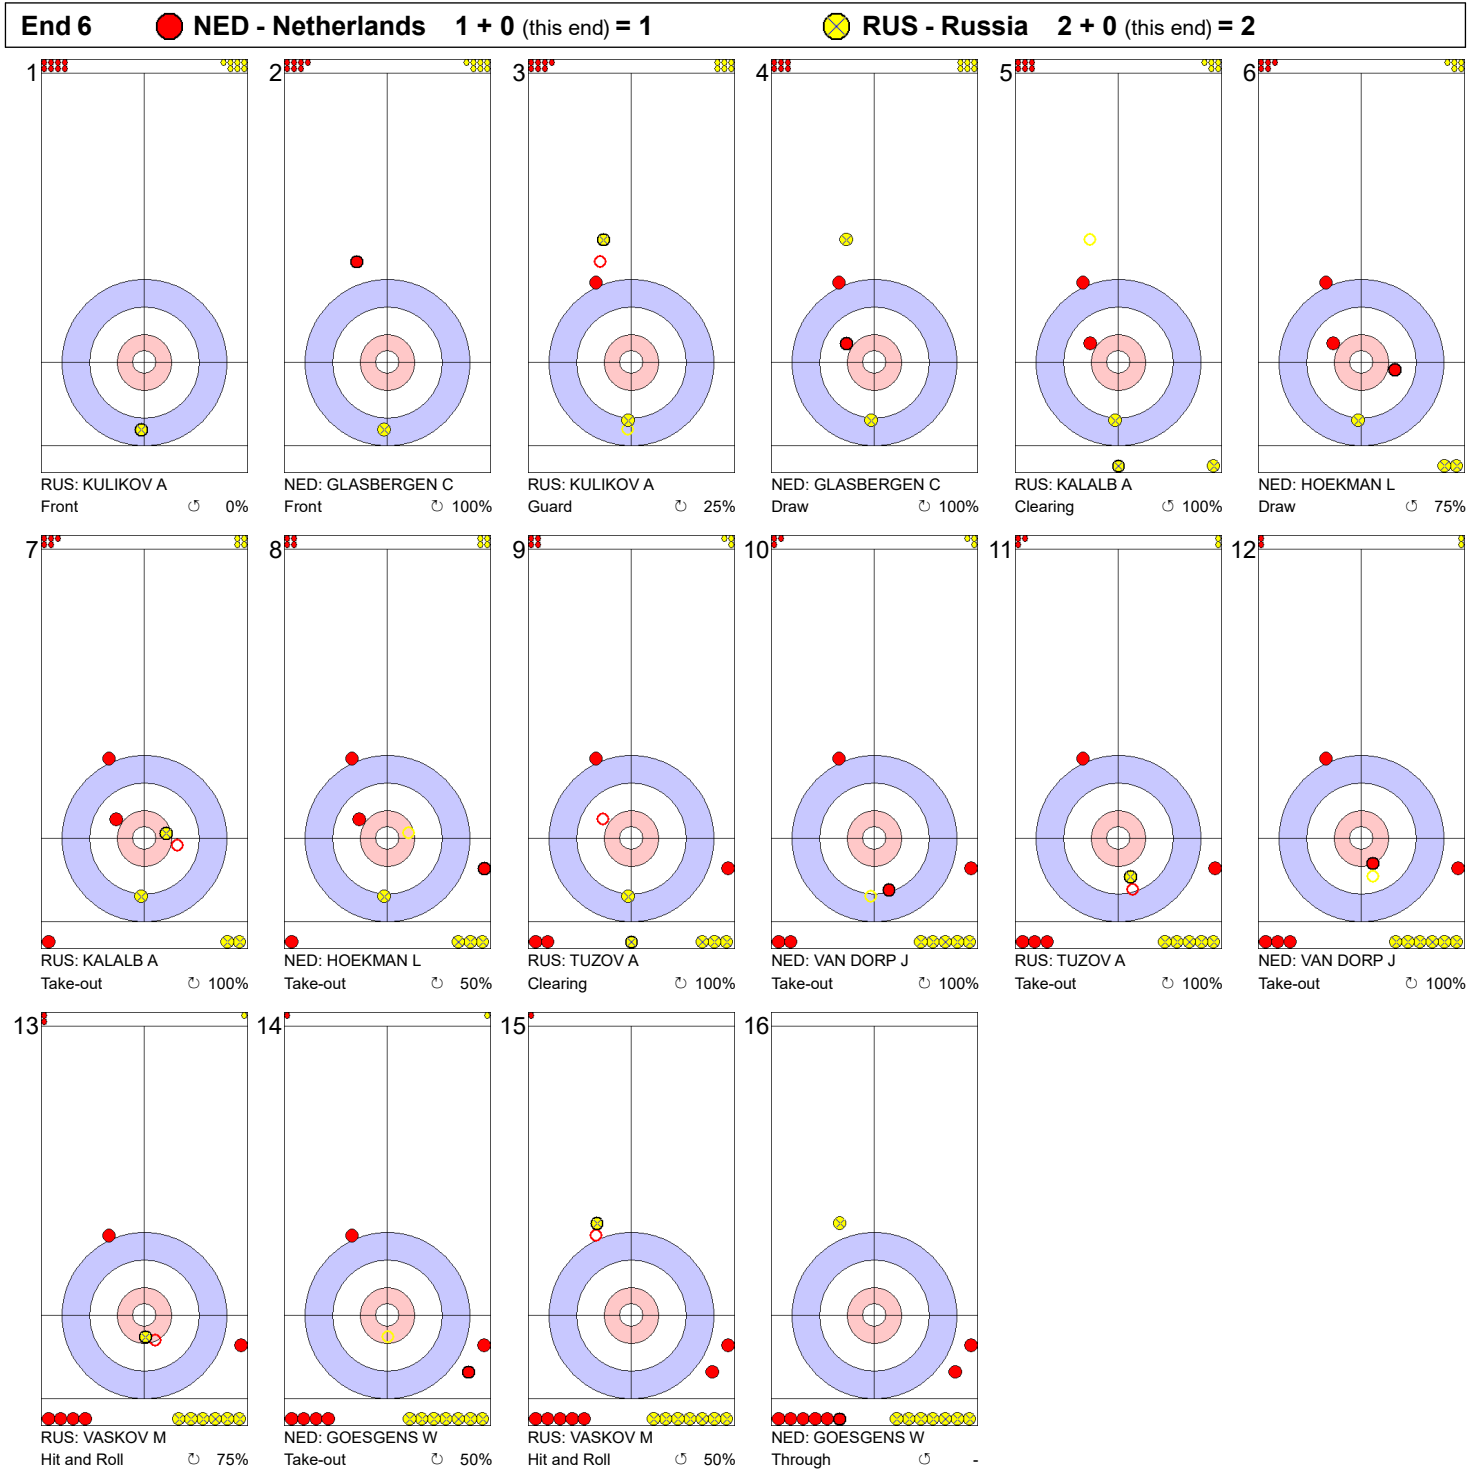 End 6 NED - Netherlands 1 + 0 (this end) = 1 RUS - Russia 2 + 0 (this end) = 2
1 2 3 4 5 6
RUS: KULIKOV A NED: GLASBERGEN C RUS: KULIKOV A NED: GLASBERGEN C RUS: KALALB A NED: HOEKMAN L
Front ↺ 0% Front ↻ 100% Guard ↻ 25% Draw ↻ 100% Clearing ↻ 100% Draw ↺ 75%
7 8 9 10 11 12
RUS: KALALB A NED: HOEKMAN L RUS: TUZOV A NED: VAN DORP J RUS: TUZOV A NED: VAN DORP J
Take-out ↻ 100% Take-out ↻ 50% Clearing ↻ 100% Take-out ↻ 100% Take-out ↻ 100% Take-out ↻ 100%
13 14 15 16
RUS: VASKOV M NED: GOESGENS W RUS: VASKOV M NED: GOESGENS W
Hit and Roll ↻ 75% Take-out ↻ 50% Hit and Roll ↺ 50% Through ↺ -